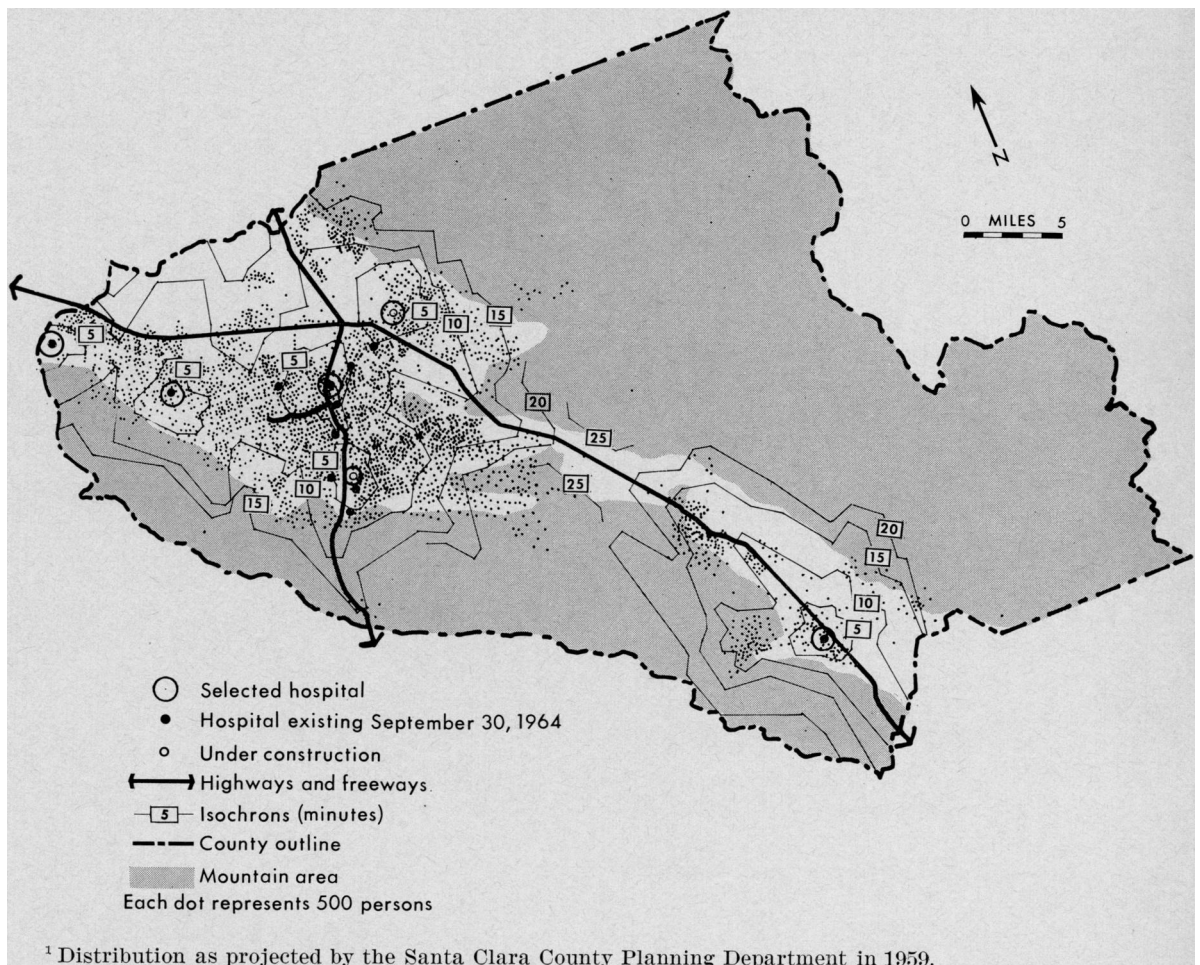 N
0 MILES 5
5
15
10
5
5
5
20
25
5
25
10
15
20
15
10
5
Selected hospital
Hospital existing September 30, 1964
Under construction
Highways and freeways
5 Isochrons (minutes)
County outline
Mountain area
Each dot represents 500 persons
¹ Distribution as projected by the Santa Clara County Planning Department in 1959.